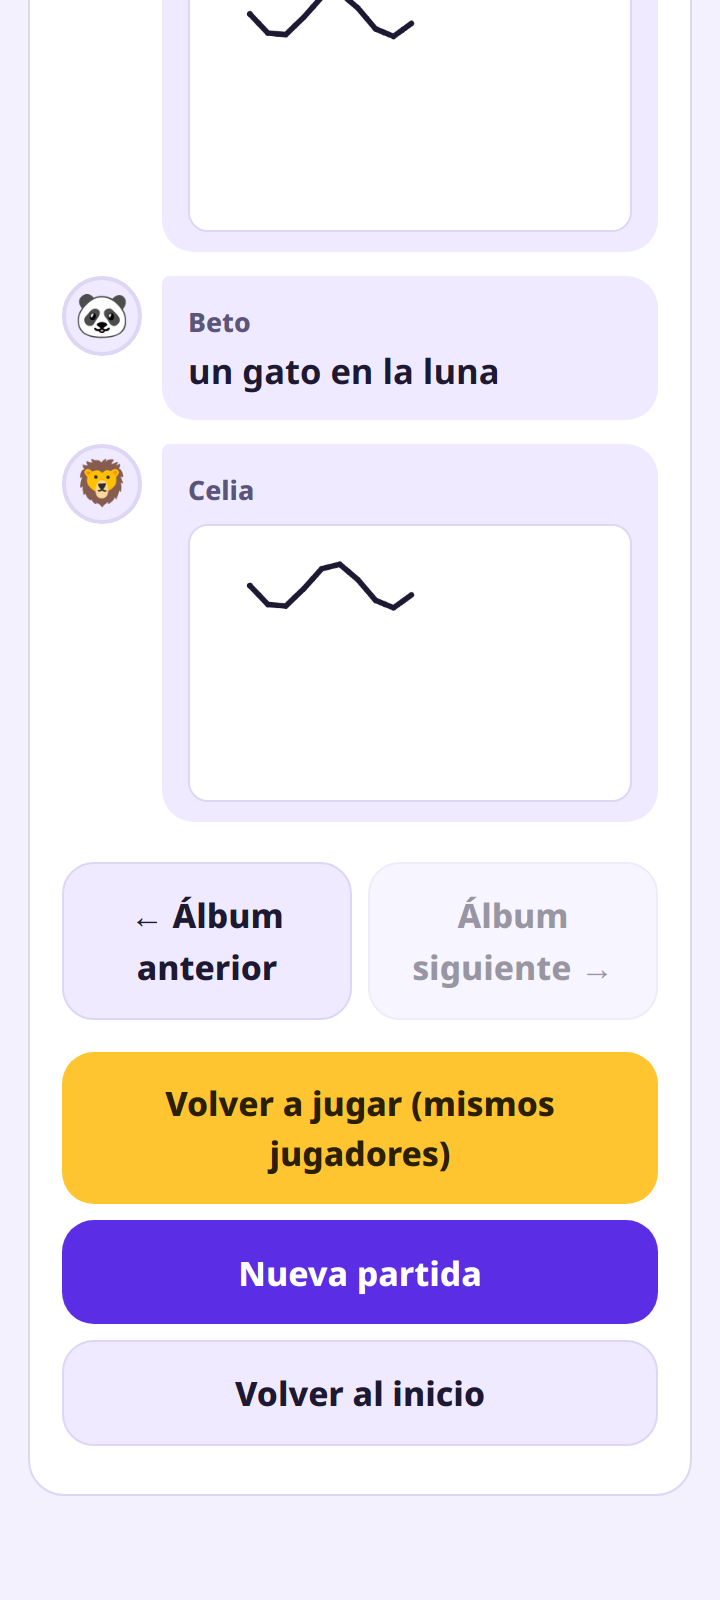 Beto
un gato en la luna
Celia
← Álbum
anterior
Álbum
siguiente →
Volver a jugar (mismos
jugadores)
Nueva partida
Volver al inicio